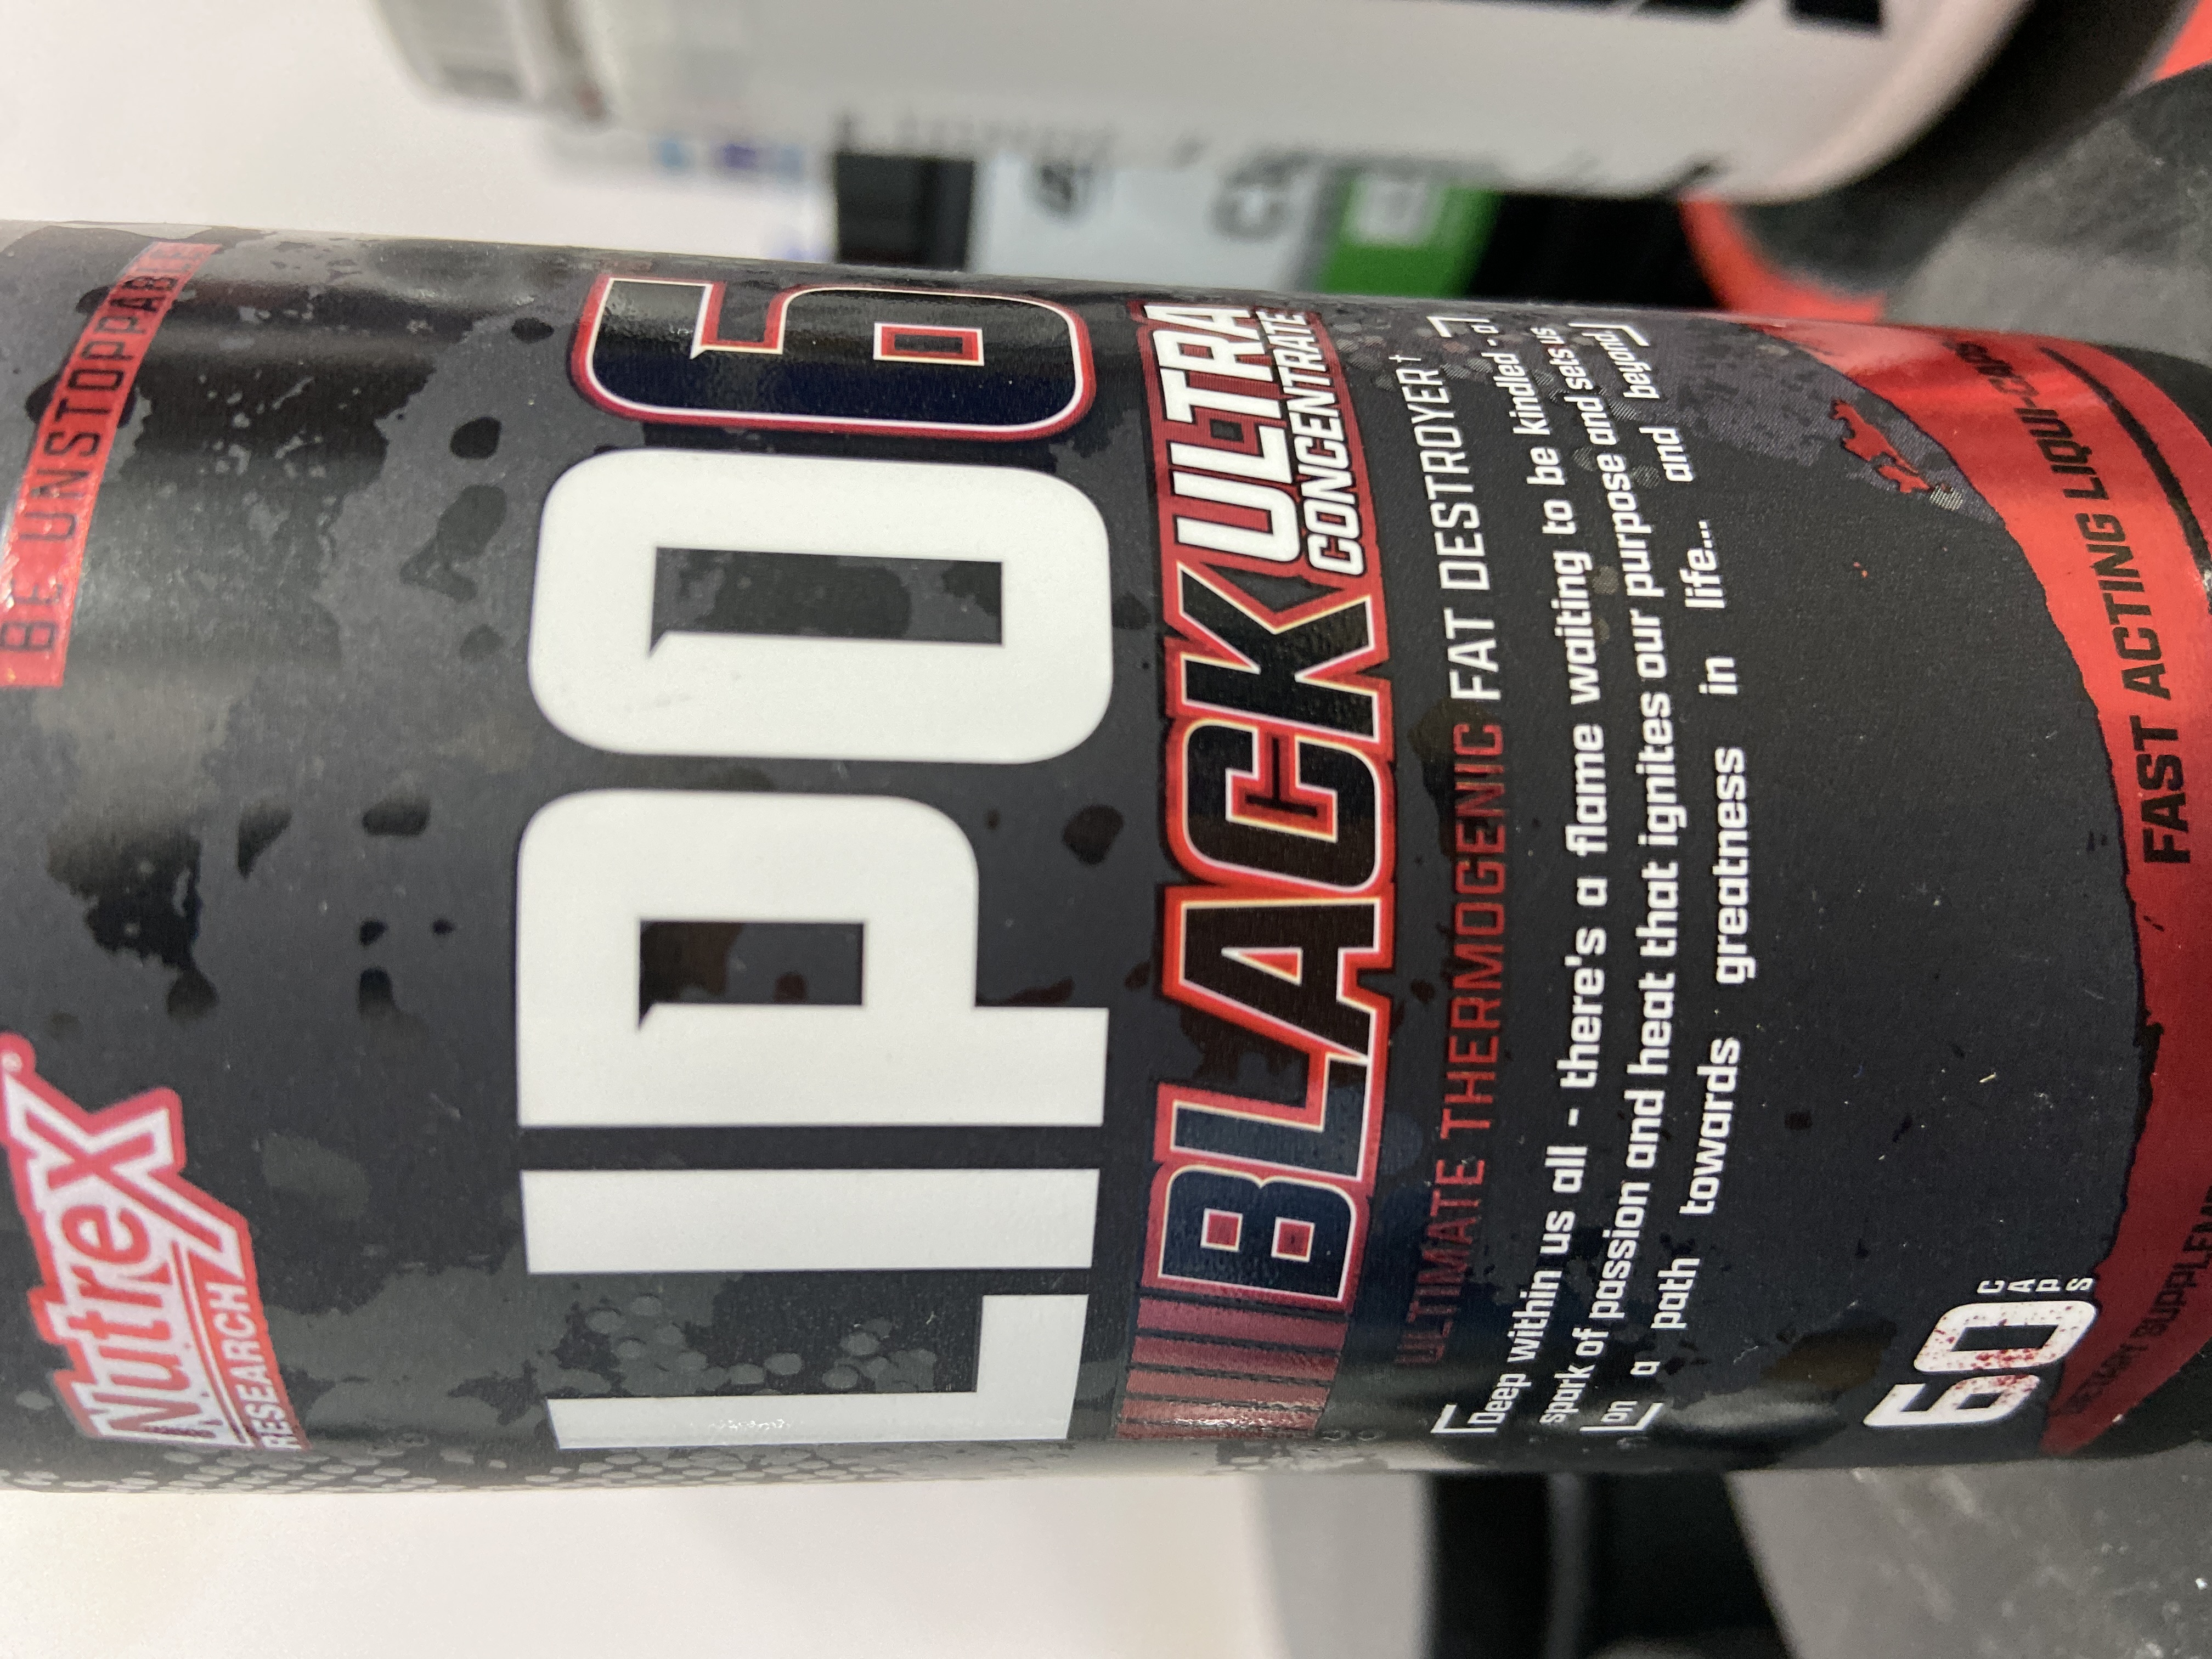 Nutrex
RESEARCH
BE UNSTOPPABLE
LIPO6
BLACK ULTRA
CONCENTRATE
ULTIMATE THERMOGENIC FAT DESTROYER†
[Deep within us all - there's a flame waiting to be kindled - a
spark of passion and heat that ignites our purpose and sets us
on a path towards greatness in life... and beyond]
60
CAPS
FAST ACTING LIQUI-CAPS
DIETARY SUPPLEMENT